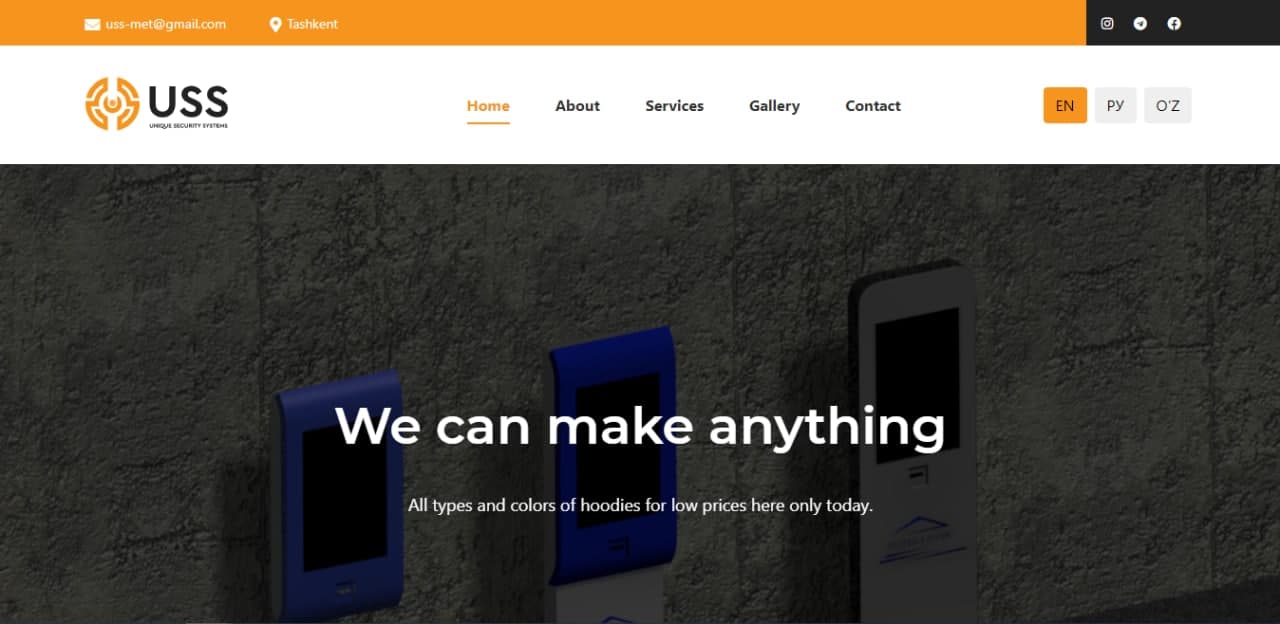 uss-met@gmail.com
Tashkent
USS
UNIQUE SECURITY SYSTEMS
Home
About
Services
Gallery
Contact
EN
РУ
O'Z
We can make anything
All types and colors of hoodies for low prices here only today.